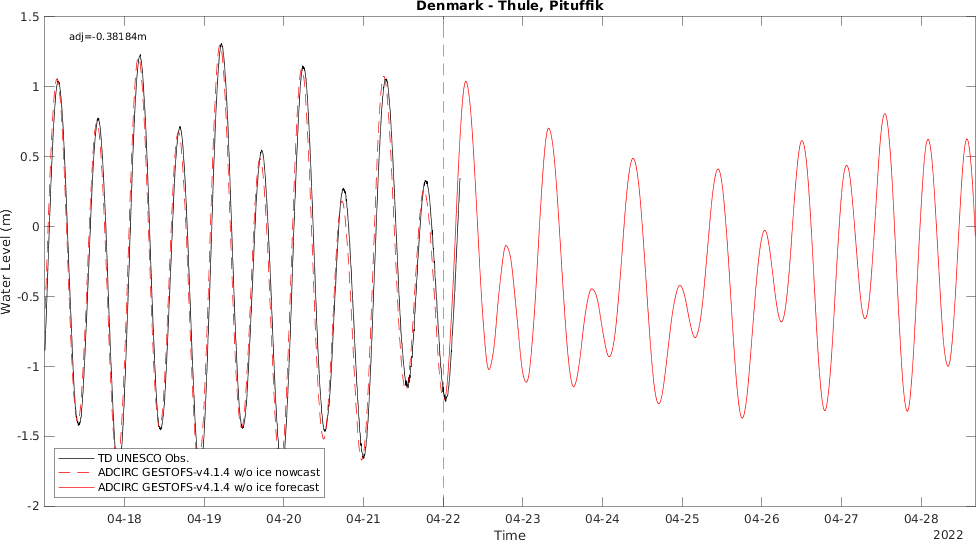 Denmark - Thule, Pituffik
adj=-0.38184m
1.5
1
0.5
0
-0.5
-1
-1.5
-2
Water Level (m)
TD UNESCO Obs.
ADCIRC GESTOFS-v4.1.4 w/o ice nowcast
ADCIRC GESTOFS-v4.1.4 w/o ice forecast
04-18 04-19 04-20 04-21 04-22 04-23 04-24 04-25 04-26 04-27 04-28
Time
2022